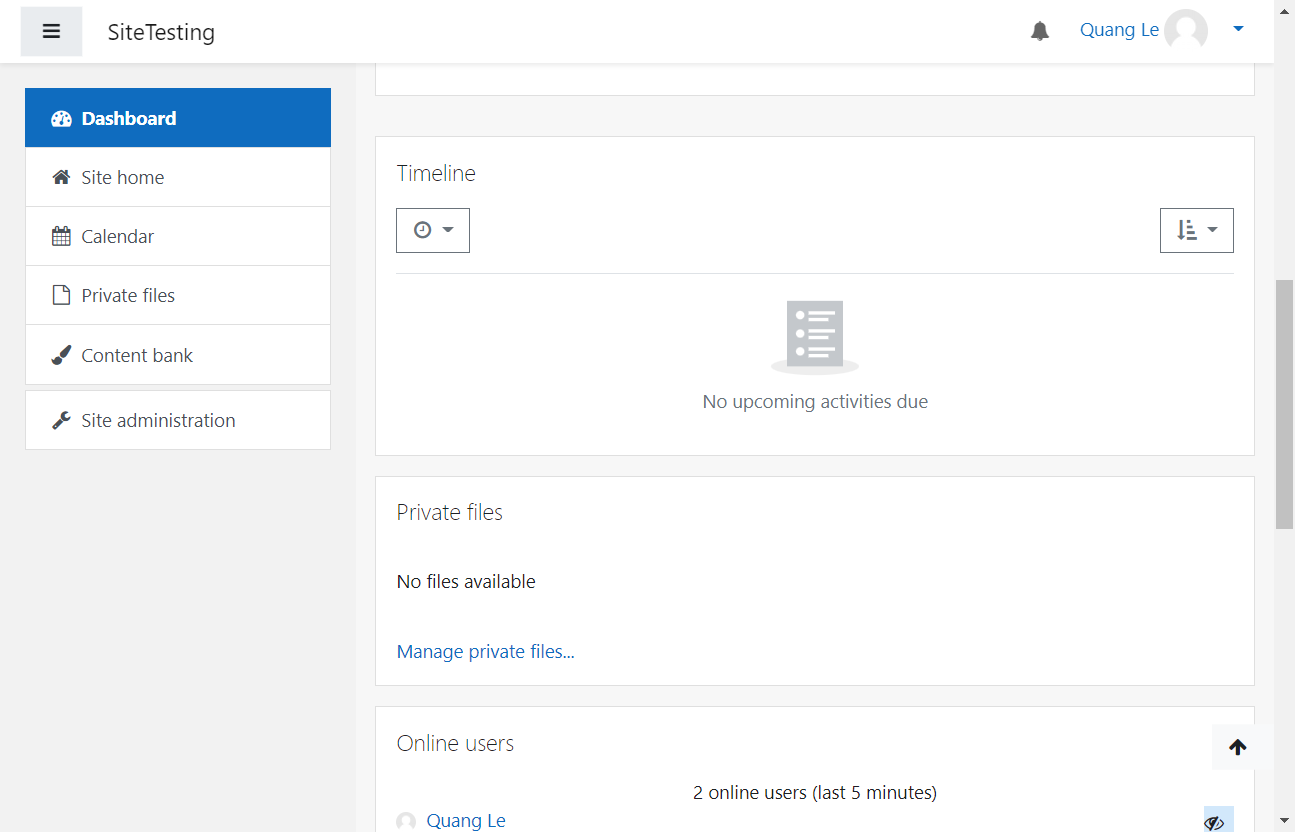 SiteTesting
Quang Le
Dashboard
Site home
Calendar
Private files
Content bank
Site administration
Timeline
No upcoming activities due
Private files
No files available
Manage private files...
Online users
2 online users (last 5 minutes)
Quang Le